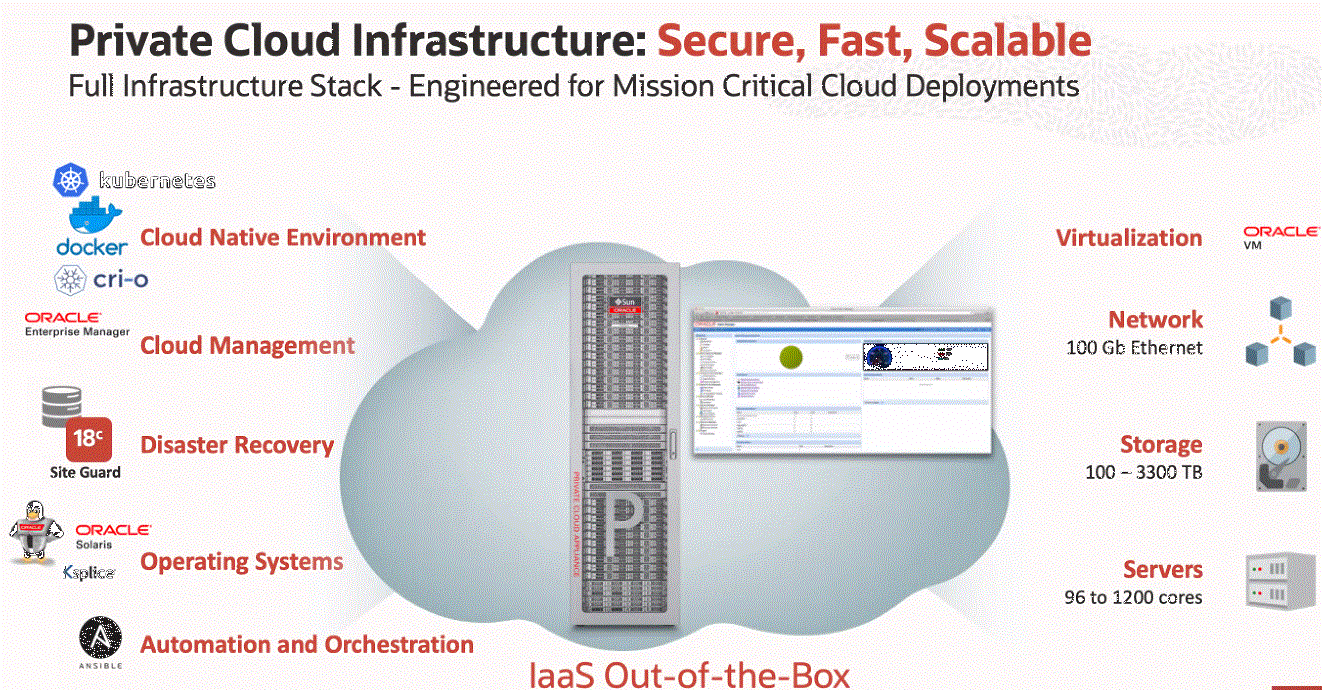 Private Cloud Infrastructure: Secure, Fast, Scalable
Full Infrastructure Stack - Engineered for Mission Critical Cloud Deployments
kubernetes
docker
Cloud Native Environment
cri-o
ORACLE
Enterprise Manager
Cloud Management
18c
Site Guard
Disaster Recovery
ORACLE
ORACLE
Solaris
Ksplice
Operating Systems
A
ANSIBLE
Automation and Orchestration
Sun
ORACLE
PRIVATE CLOUD APPLIANCE
P
ORACLE
IaaS Out-of-the-Box
Virtualization
ORACLE
VM
Network
100 Gb Ethernet
Storage
100 – 3300 TB
Servers
96 to 1200 cores